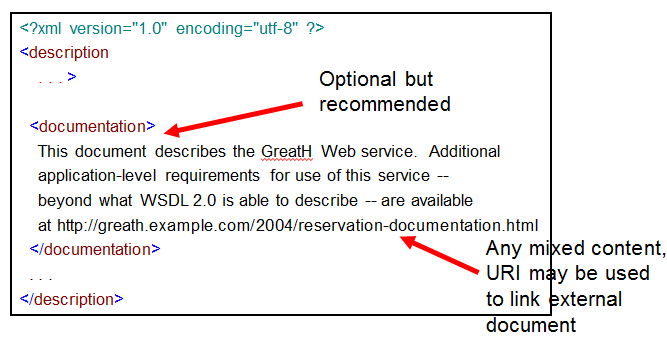 <?xml version="1.0" encoding="utf-8" ?>
<description
. . . >
Optional but
recommended
<documentation>
This document describes the GreatH Web service. Additional
application-level requirements for use of this service --
beyond what WSDL 2.0 is able to describe -- are available
at http://greath.example.com/2004/reservation-documentation.html
</documentation>
Any mixed content,
URI may be used
to link external
document
. . .
</description>